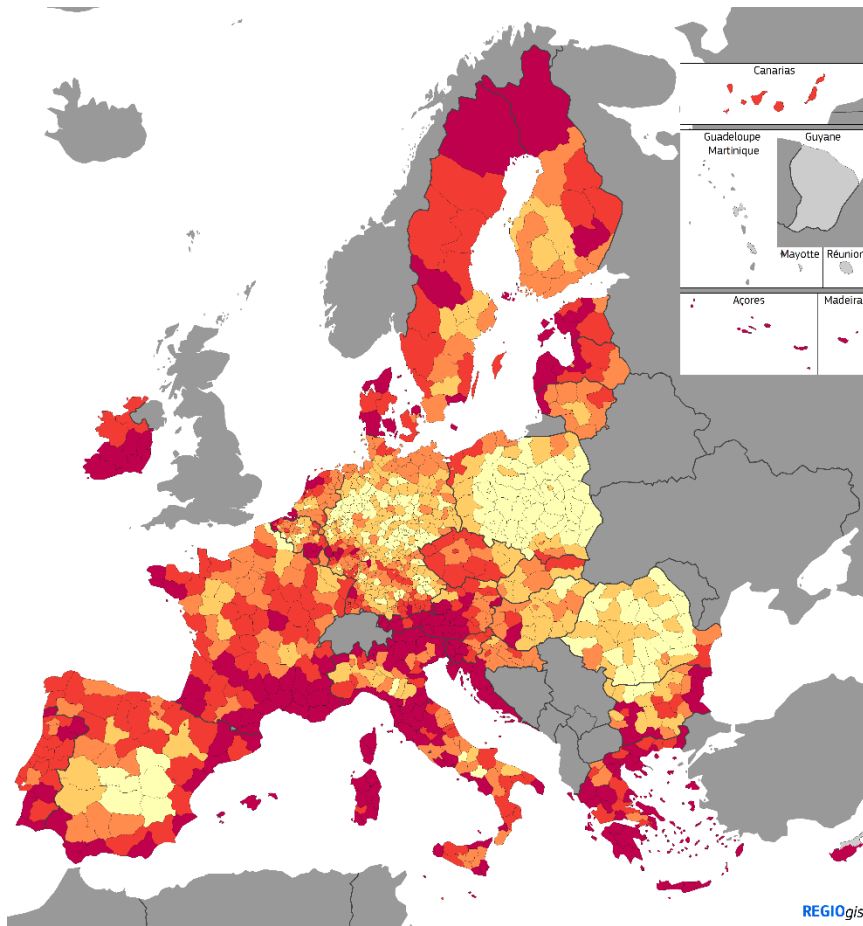 Canarias
Guadeloupe
Martinique
Guyane
Mayotte
Réunion
Açores
Madeira
REGIOgis